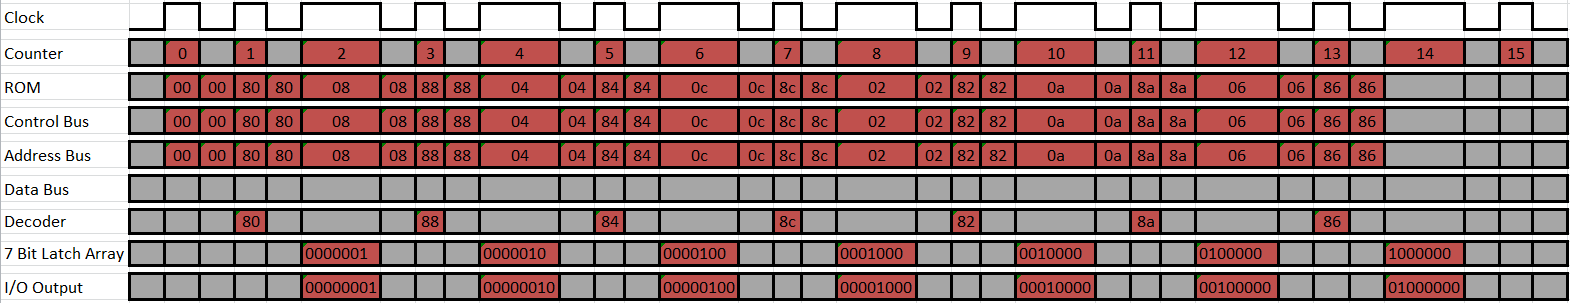 Clock
Counter 0 1 2 3 4 5 6 7 8 9 10 11 12 13 14 15
ROM 00 00 80 80 08 08 88 88 04 04 84 84 0c 0c 8c 8c 02 02 82 82 0a 0a 8a 8a 06 06 86 86
Control Bus 00 00 80 80 08 08 88 88 04 04 84 84 0c 0c 8c 8c 02 02 82 82 0a 0a 8a 8a 06 06 86 86
Address Bus 00 00 80 80 08 08 88 88 04 04 84 84 0c 0c 8c 8c 02 02 82 82 0a 0a 8a 8a 06 06 86 86
Data Bus
Decoder 80 88 84 8c 82 8a 86
7 Bit Latch Array 0000001 0000010 0000100 0001000 0010000 0100000 1000000
I/O Output 00000001 00000010 00000100 00001000 00010000 00100000 01000000